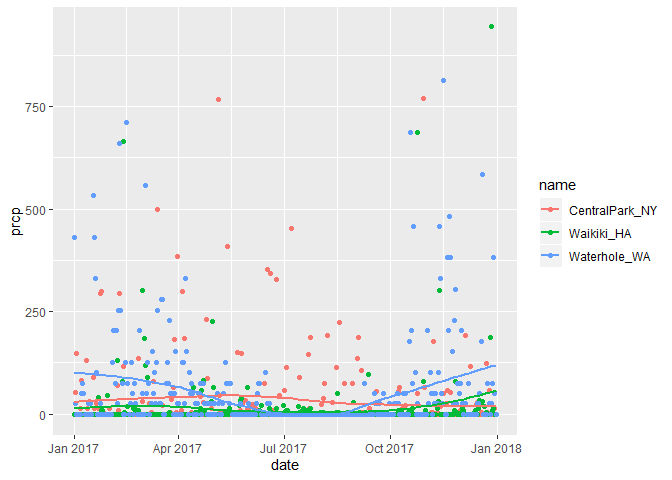 prcp
750
500
250
0
Jan 2017
Apr 2017
Jul 2017
Oct 2017
Jan 2018
date
name
CentralPark_NY
Waikiki_HA
Waterhole_WA